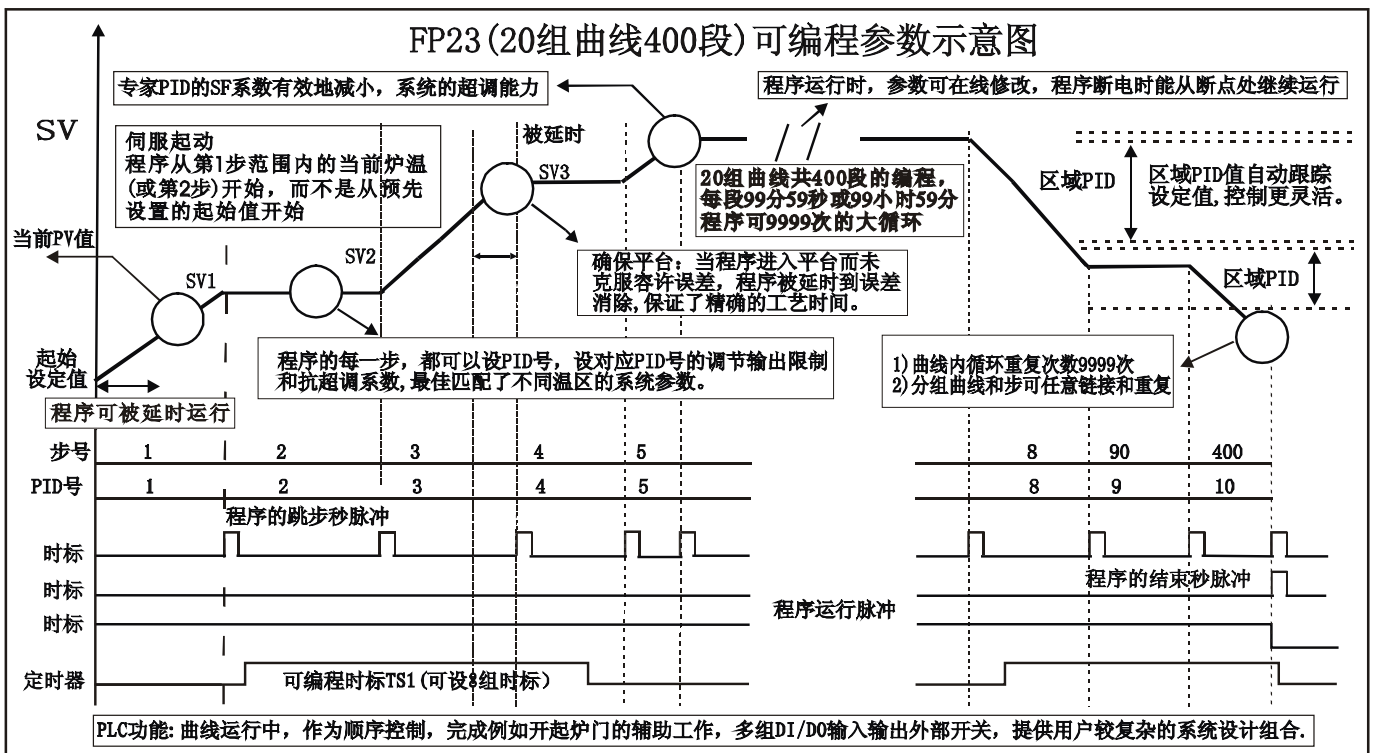 FP23(20组曲线400段)可编程参数示意图
专家PID的SF系数有效地减小，系统的超调能力
程序运行时，参数可在线修改，程序断电时能从断点处继续运行
SV
伺服起动
程序从第1步范围内的当前炉温
(或第2步)开始，而不是从预先
设置的起始值开始
被延时
SV3
20组曲线共400段的编程，
每段99分59秒或99小时59分
程序可9999次的大循环
区域PID
区域PID值自动跟踪
设定值,控制更灵活。
当前PV值
SV1
SV2
确保平台：当程序进入平台而未
克服容许误差，程序被延时到误差
消除,保证了精确的工艺时间。
区域PID
起始
设定值
程序可被延时运行
程序的每一步，都可以设PID号，设对应PID号的调节输出限制
和抗超调系数,最佳匹配了不同温区的系统参数。
1)曲线内循环重复次数9999次
2)分组曲线和步可任意链接和重复
步号 1 2 3 4 5 8 90 400
PID号 1 2 3 4 5 8 9 10
程序的跳步秒脉冲
时标
时标
程序的结束秒脉冲
程序运行脉冲
时标
定时器
可编程时标TS1(可设8组时标)
PLC功能:曲线运行中，作为顺序控制，完成例如开起炉门的辅助工作，多组DI/DO输入输出外部开关，提供用户较复杂的系统设计组合.